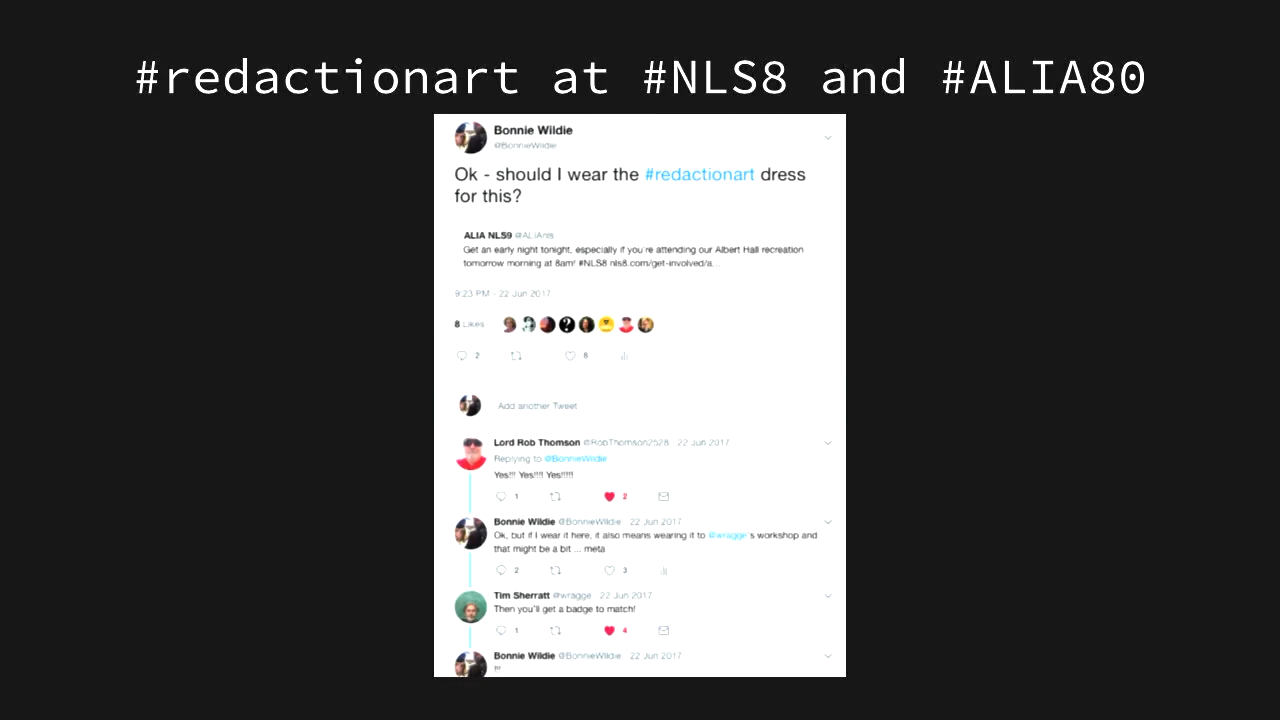 #redactionart at #NLS8 and #ALIA80
Bonnie Wildie
@BonnieWildie
Ok - should I wear the #redactionart dress
for this?
ALIA NLS9 @ALIAnls
Get an early night tonight, especially if you're attending our Albert Hall recreation
tomorrow morning at 8am! #NLS8 nls8.com/get-involved/a…
9:23 PM - 22 Jun 2017
8 Likes
2 8
Add another Tweet
Lord Rob Thomson @RobThomson2528 · 22 Jun 2017
Replying to @BonnieWildie
Yes!!! Yes!!!! Yes!!!!!
1 2
Bonnie Wildie @BonnieWildie · 22 Jun 2017
Ok, but if I wear it here, it also means wearing it to @wragge s workshop and
that might be a bit ... meta
2 3
Tim Sherratt @wragge · 22 Jun 2017
Then you'll get a badge to match!
1 4
Bonnie Wildie @BonnieWildie · 22 Jun 2017
!!!